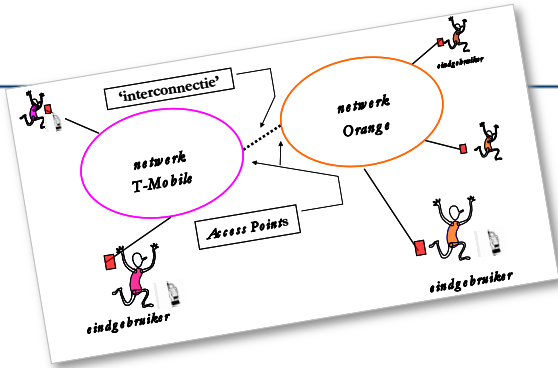 eindgebruiker
'interconnectie'
netwerk
Orange
netwerk
T-Mobile
Access Points
eindgebruiker
eindgebruiker